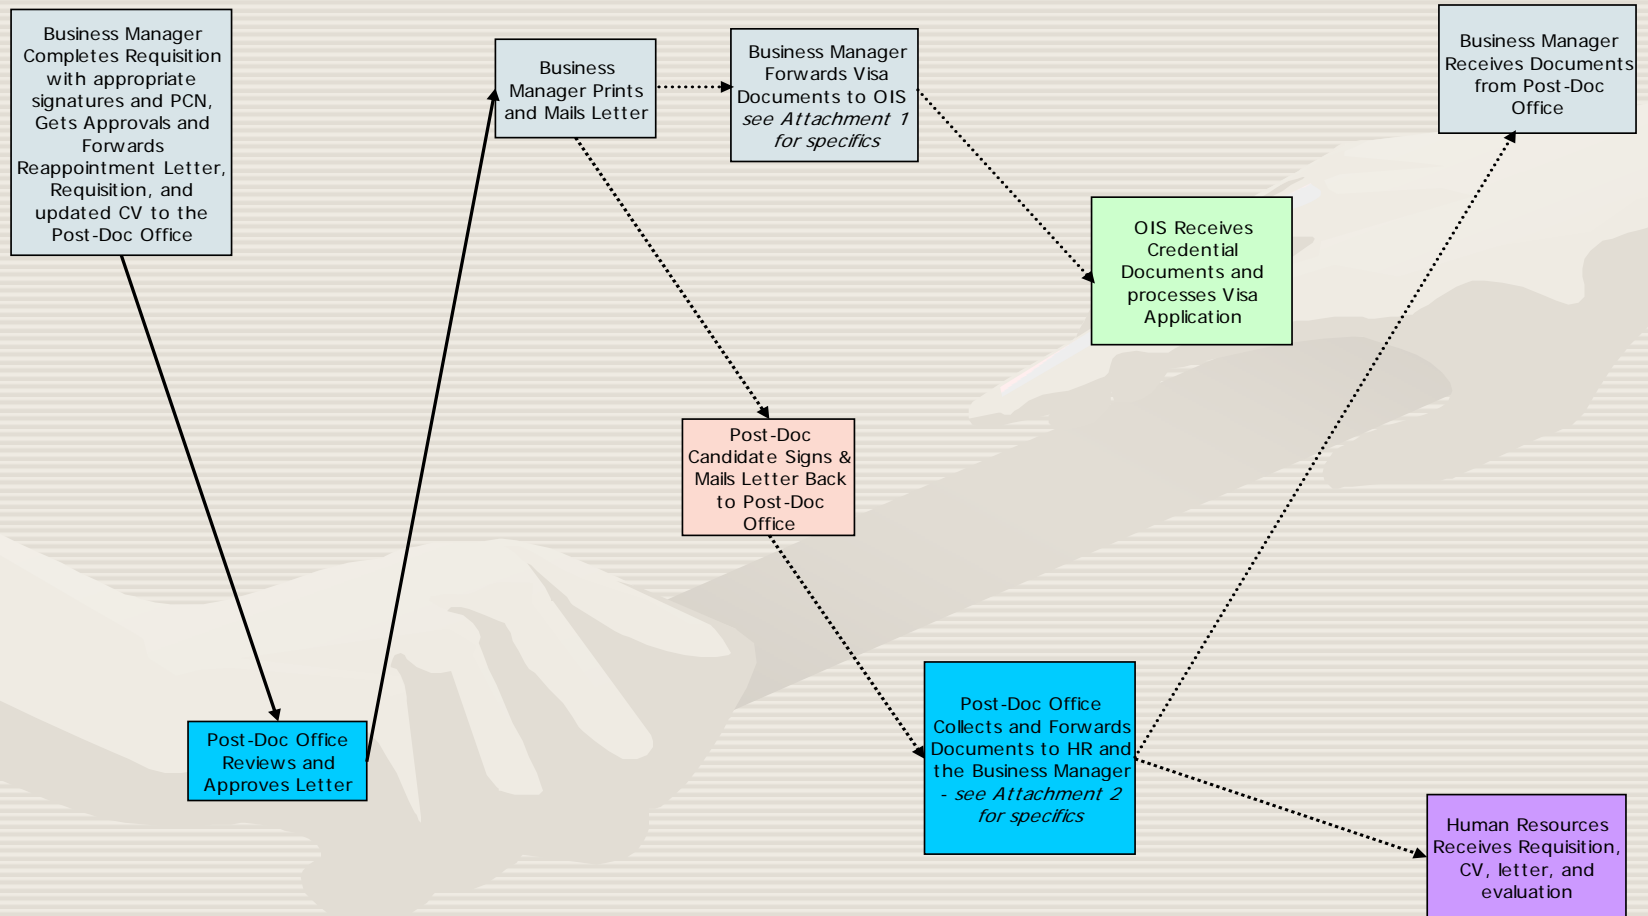 Business Manager
Completes Requisition
with appropriate
signatures and PCN,
Gets Approvals and
Forwards
Reappointment Letter,
Requisition, and
updated CV to the
Post-Doc Office
Business
Manager Prints
and Mails Letter
Business Manager
Forwards Visa
Documents to OIS
see Attachment 1
for specifics
Business Manager
Receives Documents
from Post-Doc
Office
OIS Receives
Credential
Documents and
processes Visa
Application
Post-Doc
Candidate Signs &
Mails Letter Back
to Post-Doc
Office
Post-Doc Office
Reviews and
Approves Letter
Post-Doc Office
Collects and Forwards
Documents to HR and
the Business Manager
- see Attachment 2
for specifics
Human Resources
Receives Requisition,
CV, letter, and
evaluation